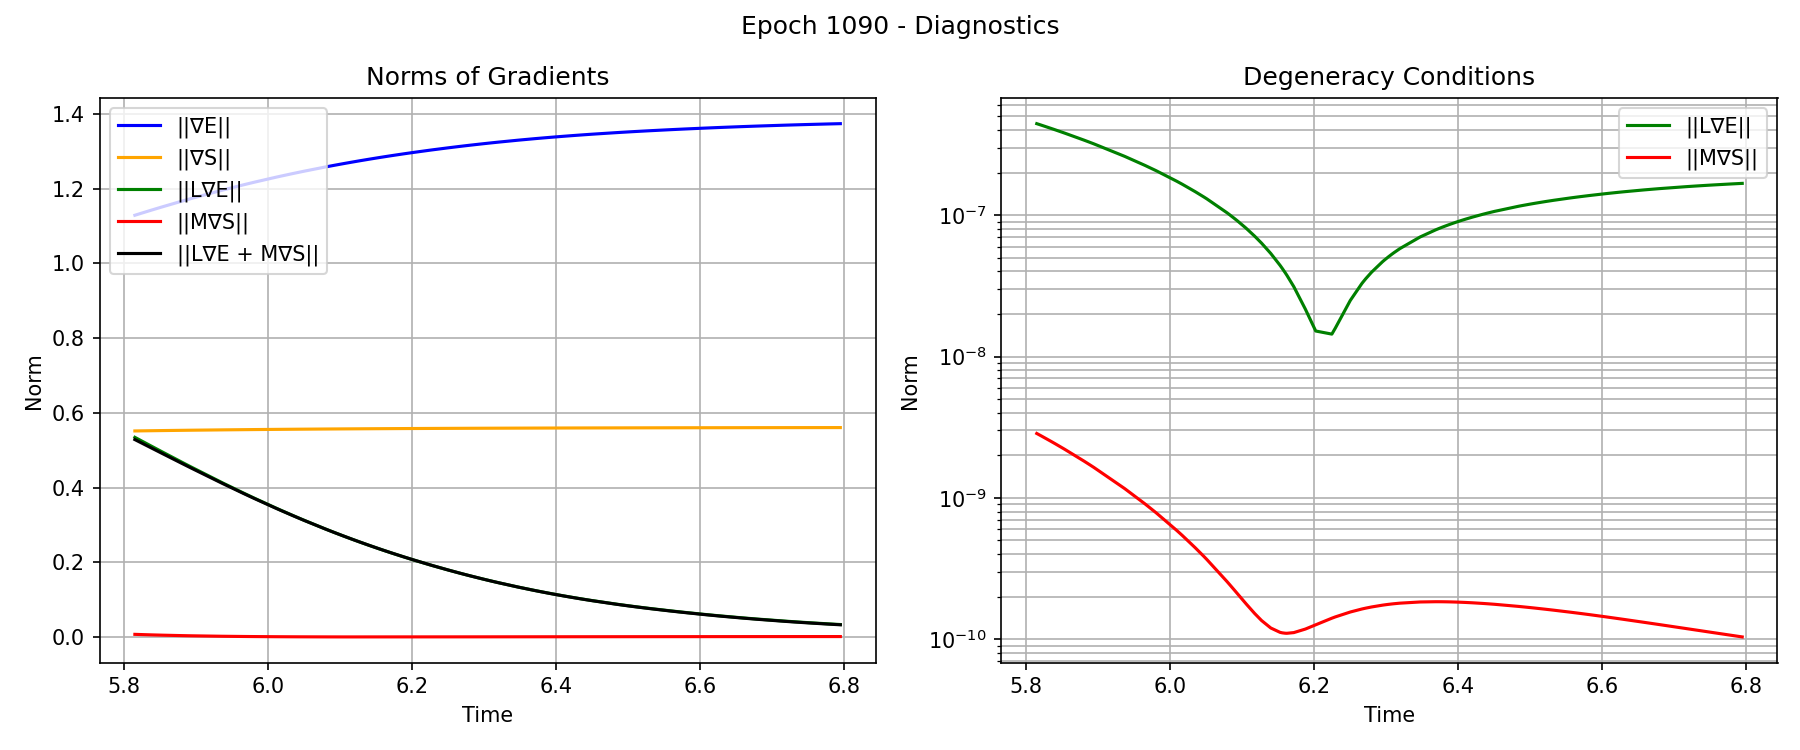 Epoch 1090 - Diagnostics
Norms of Gradients
Norm
1.4
1.2
1.0
0.8
0.6
0.4
0.2
0.0
||∇E||
||∇S||
||L∇E||
||M∇S||
||L∇E + M∇S||
5.8 6.0 6.2 6.4 6.6 6.8
Time
Degeneracy Conditions
Norm
10⁻⁷
10⁻⁸
10⁻⁹
10⁻¹⁰
||L∇E||
||M∇S||
5.8 6.0 6.2 6.4 6.6 6.8
Time